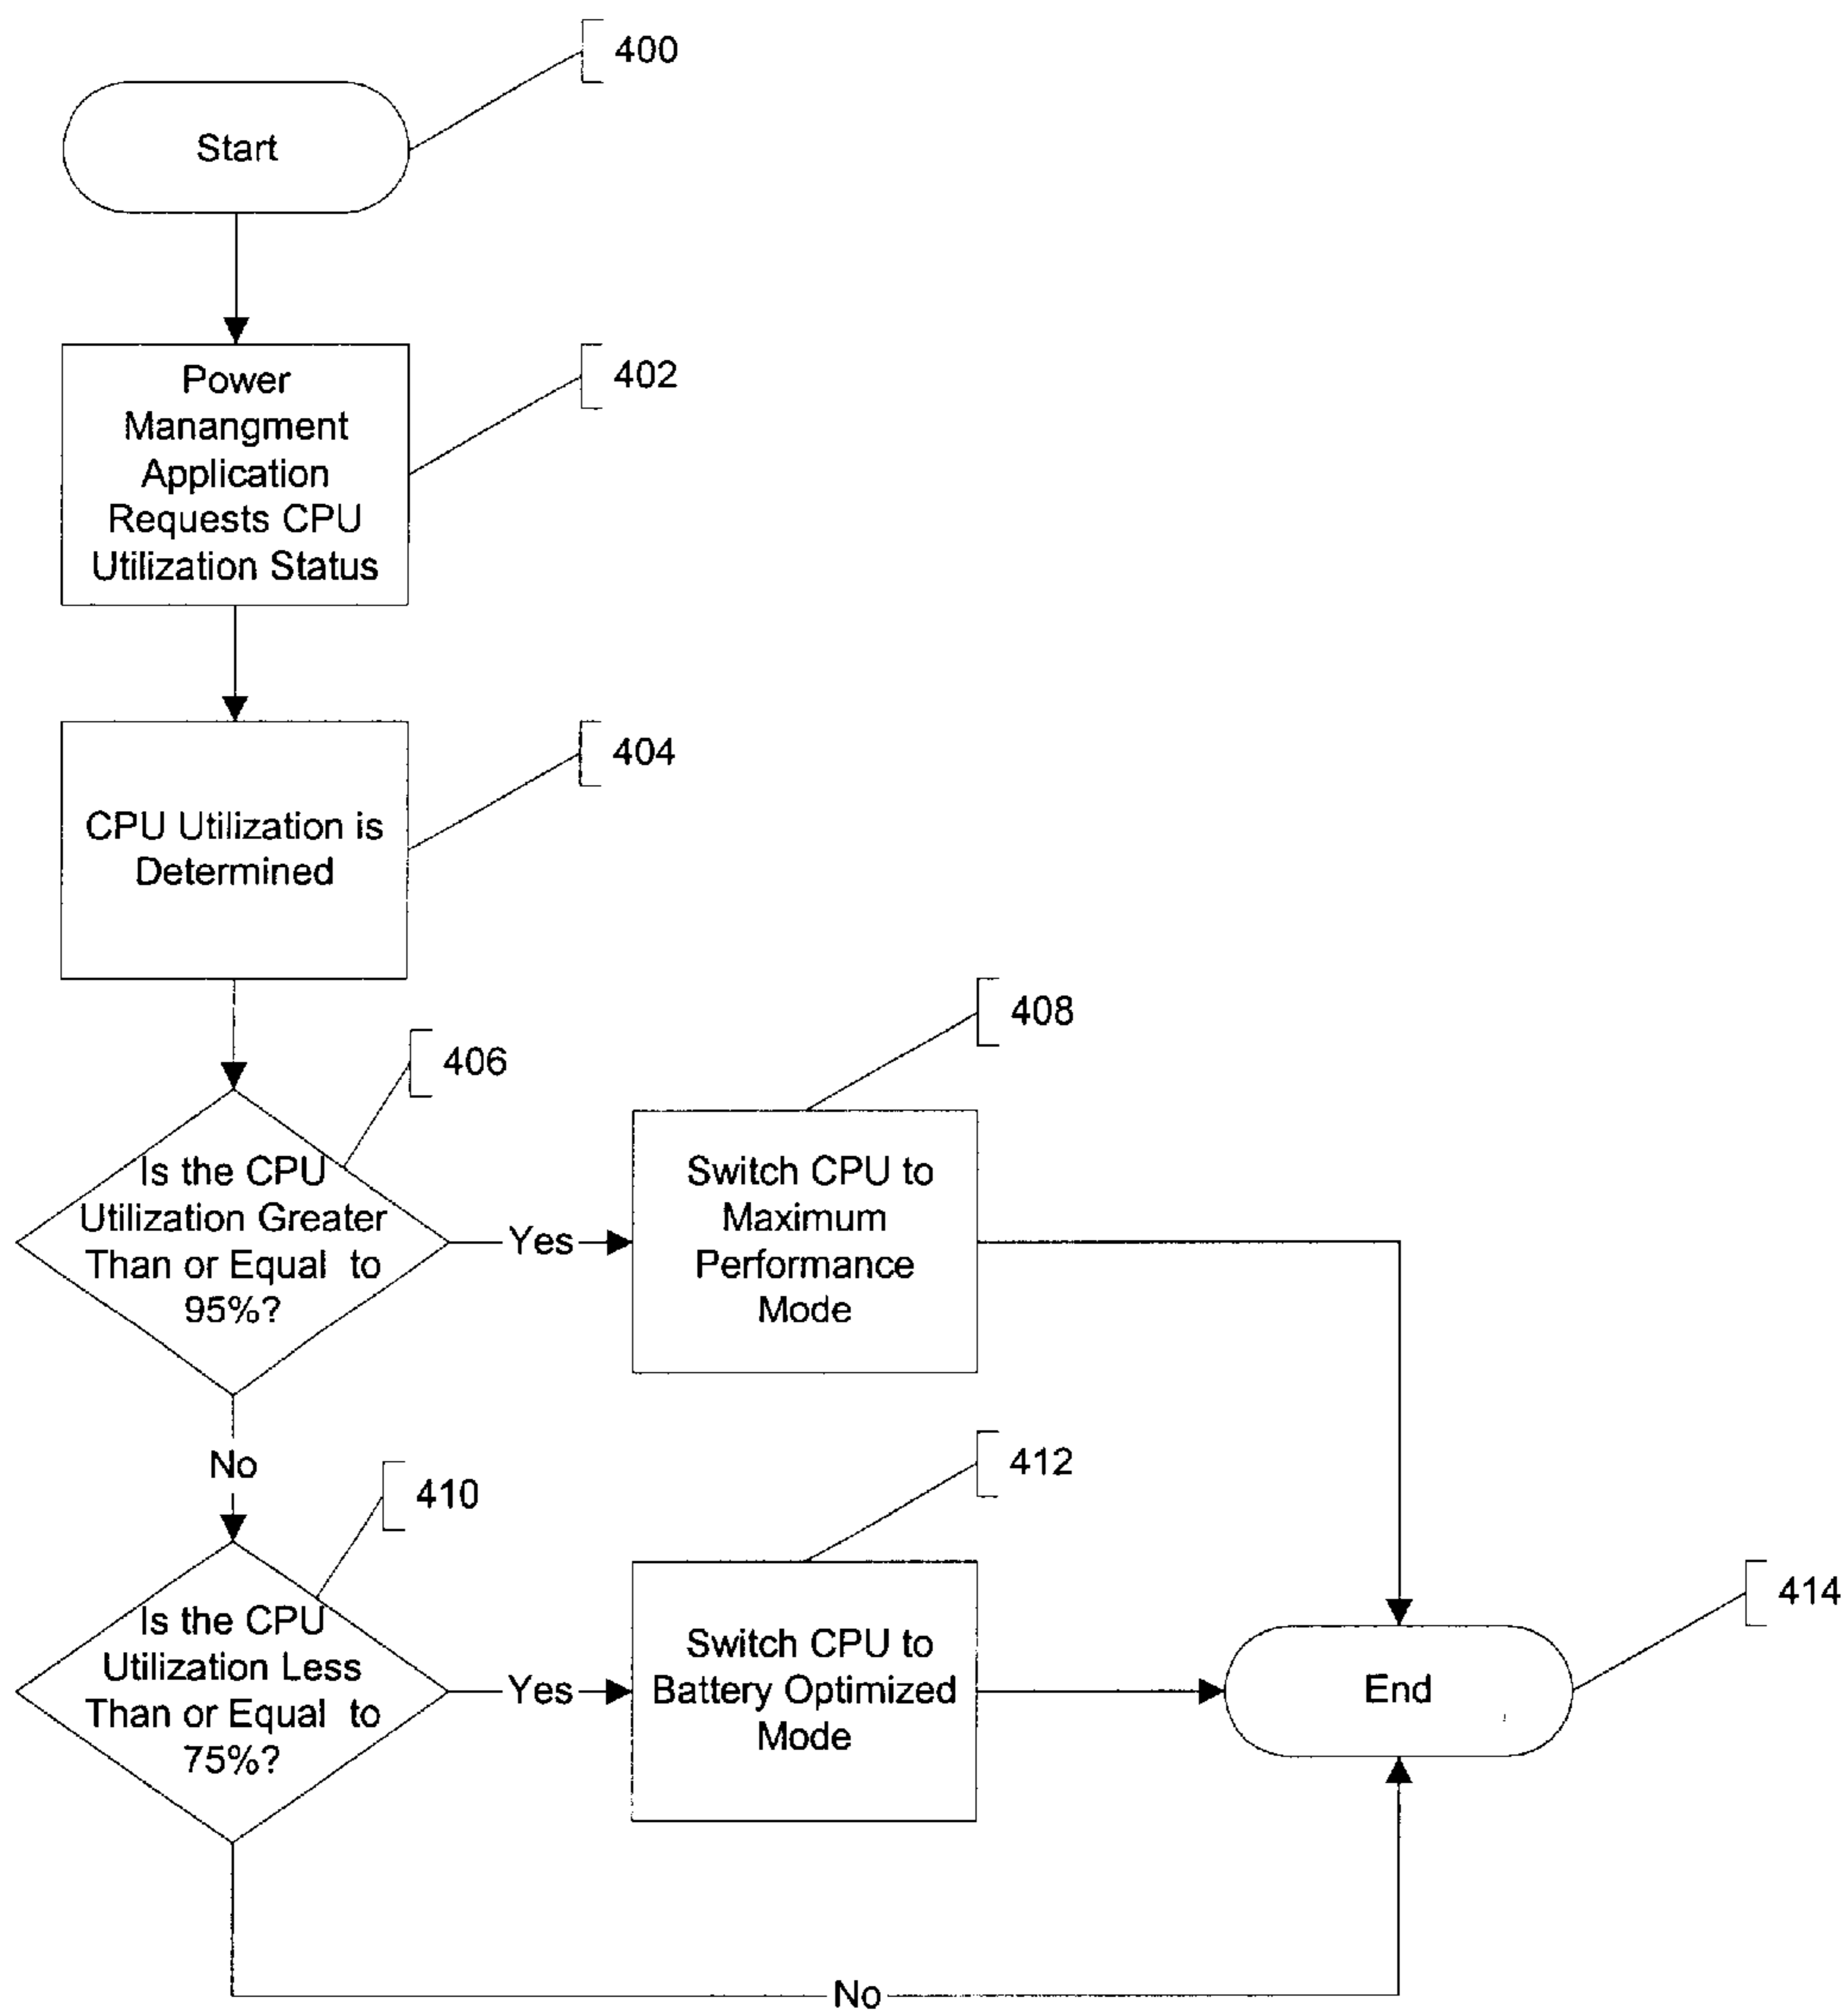 400
Start
402
Power
Manangment
Application
Requests CPU
Utilization Status
404
CPU Utilization is
Determined
406
Is the CPU
Utilization Greater
Than or Equal to
95%?
Yes
408
Switch CPU to
Maximum
Performance
Mode
No
410
Is the CPU
Utilization Less
Than or Equal to
75%?
Yes
412
Switch CPU to
Battery Optimized
Mode
414
End
No